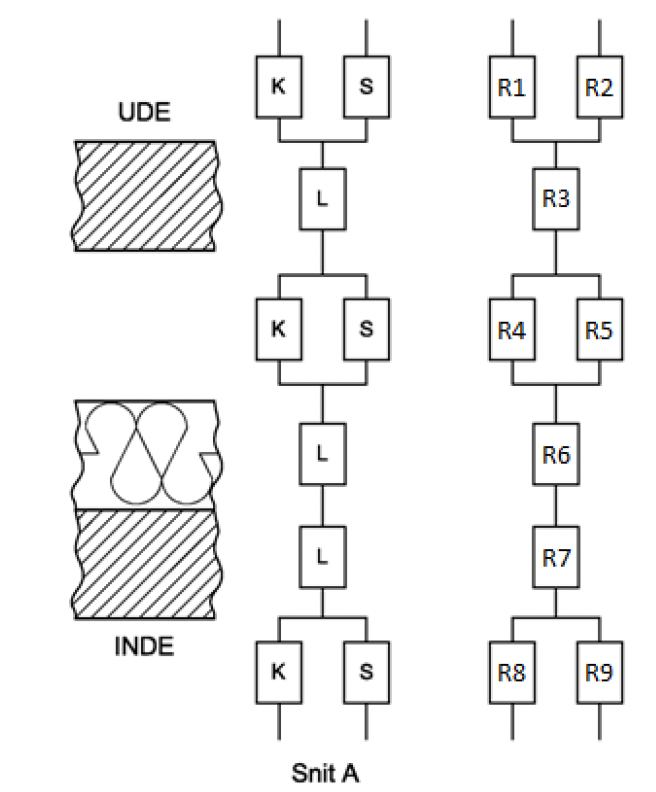 K S R1 R2
UDE
L R3
K S R4 R5
L R6
L R7
INDE
K S R8 R9
Snit A